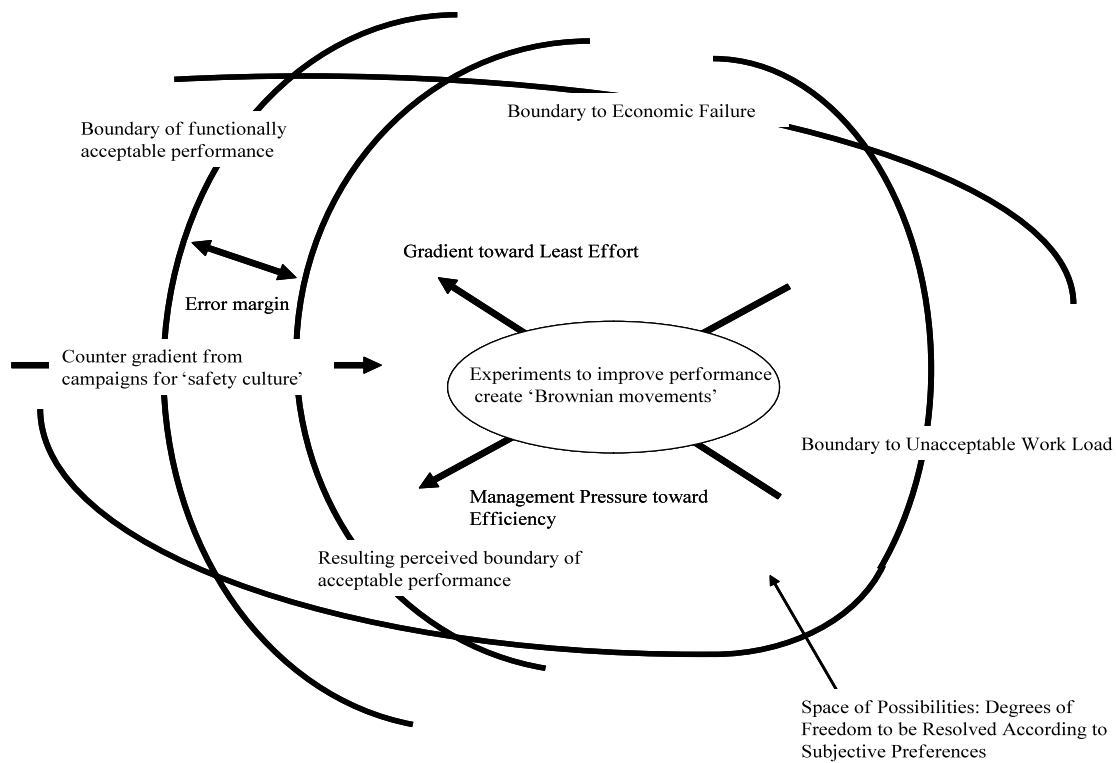 Boundary to Economic Failure
Boundary of functionally
acceptable performance
Gradient toward Least Effort
Error margin
Counter gradient from
campaigns for ‘safety culture’
Experiments to improve performance
create ‘Brownian movements’
Boundary to Unacceptable Work Load
Management Pressure toward
Efficiency
Resulting perceived boundary of
acceptable performance
Space of Possibilities: Degrees of
Freedom to be Resolved According to
Subjective Preferences